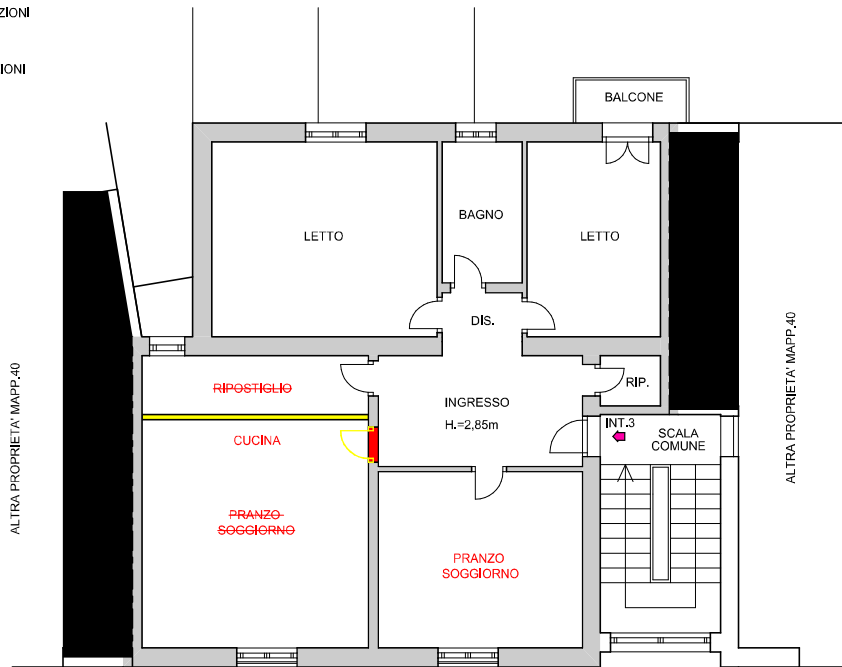 ZIONI
IONI
BALCONE
LETTO
BAGNO
LETTO
DIS.
RIPOSTIGLIO
RIP.
INGRESSO
H.=2,85m
CUCINA
INT.3
SCALA
COMUNE
PRANZO
SOGGIORNO
PRANZO
SOGGIORNO
ALTRA PROPRIETA' MAPP.40
ALTRA PROPRIETA' MAPP.40